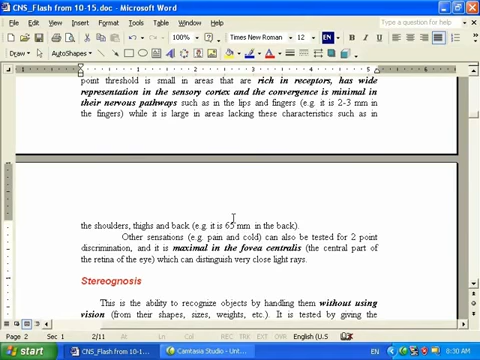 CNS_Flash from 10-15.doc - Microsoft Word
File Edit View Insert Format Tools Table Window Help
Type a question for help
100% Times New Roman 12 EN B
Draw AutoShapes
point threshold is small in areas that are rich in receptors, has wide
representation in the sensory cortex and the convergence is minimal in
their nervous pathways such as in the lips and fingers (e.g. it is 2-3 mm in
the fingers) while it is large in areas lacking these characteristics such as in
the shoulders, thighs and back (e.g. it is 65 mm in the back).
Other sensations (e.g. pain and cold) can also be tested for 2 point
discrimination, and it is maximal in the fovea centralis (the central part of
the retina of the eye) which can distinguish very close light rays.
Stereognosis
This is the ability to recognize objects by handling them without using
vision (from their shapes, sizes, weights, etc.). It is tested by giving the
Page 2 Sec 1 2/11 REC TRK EXT OVR English (U.S
start CNS_Flash from 10-1... Camtasia Studio - Unt... EN 8:30 AM